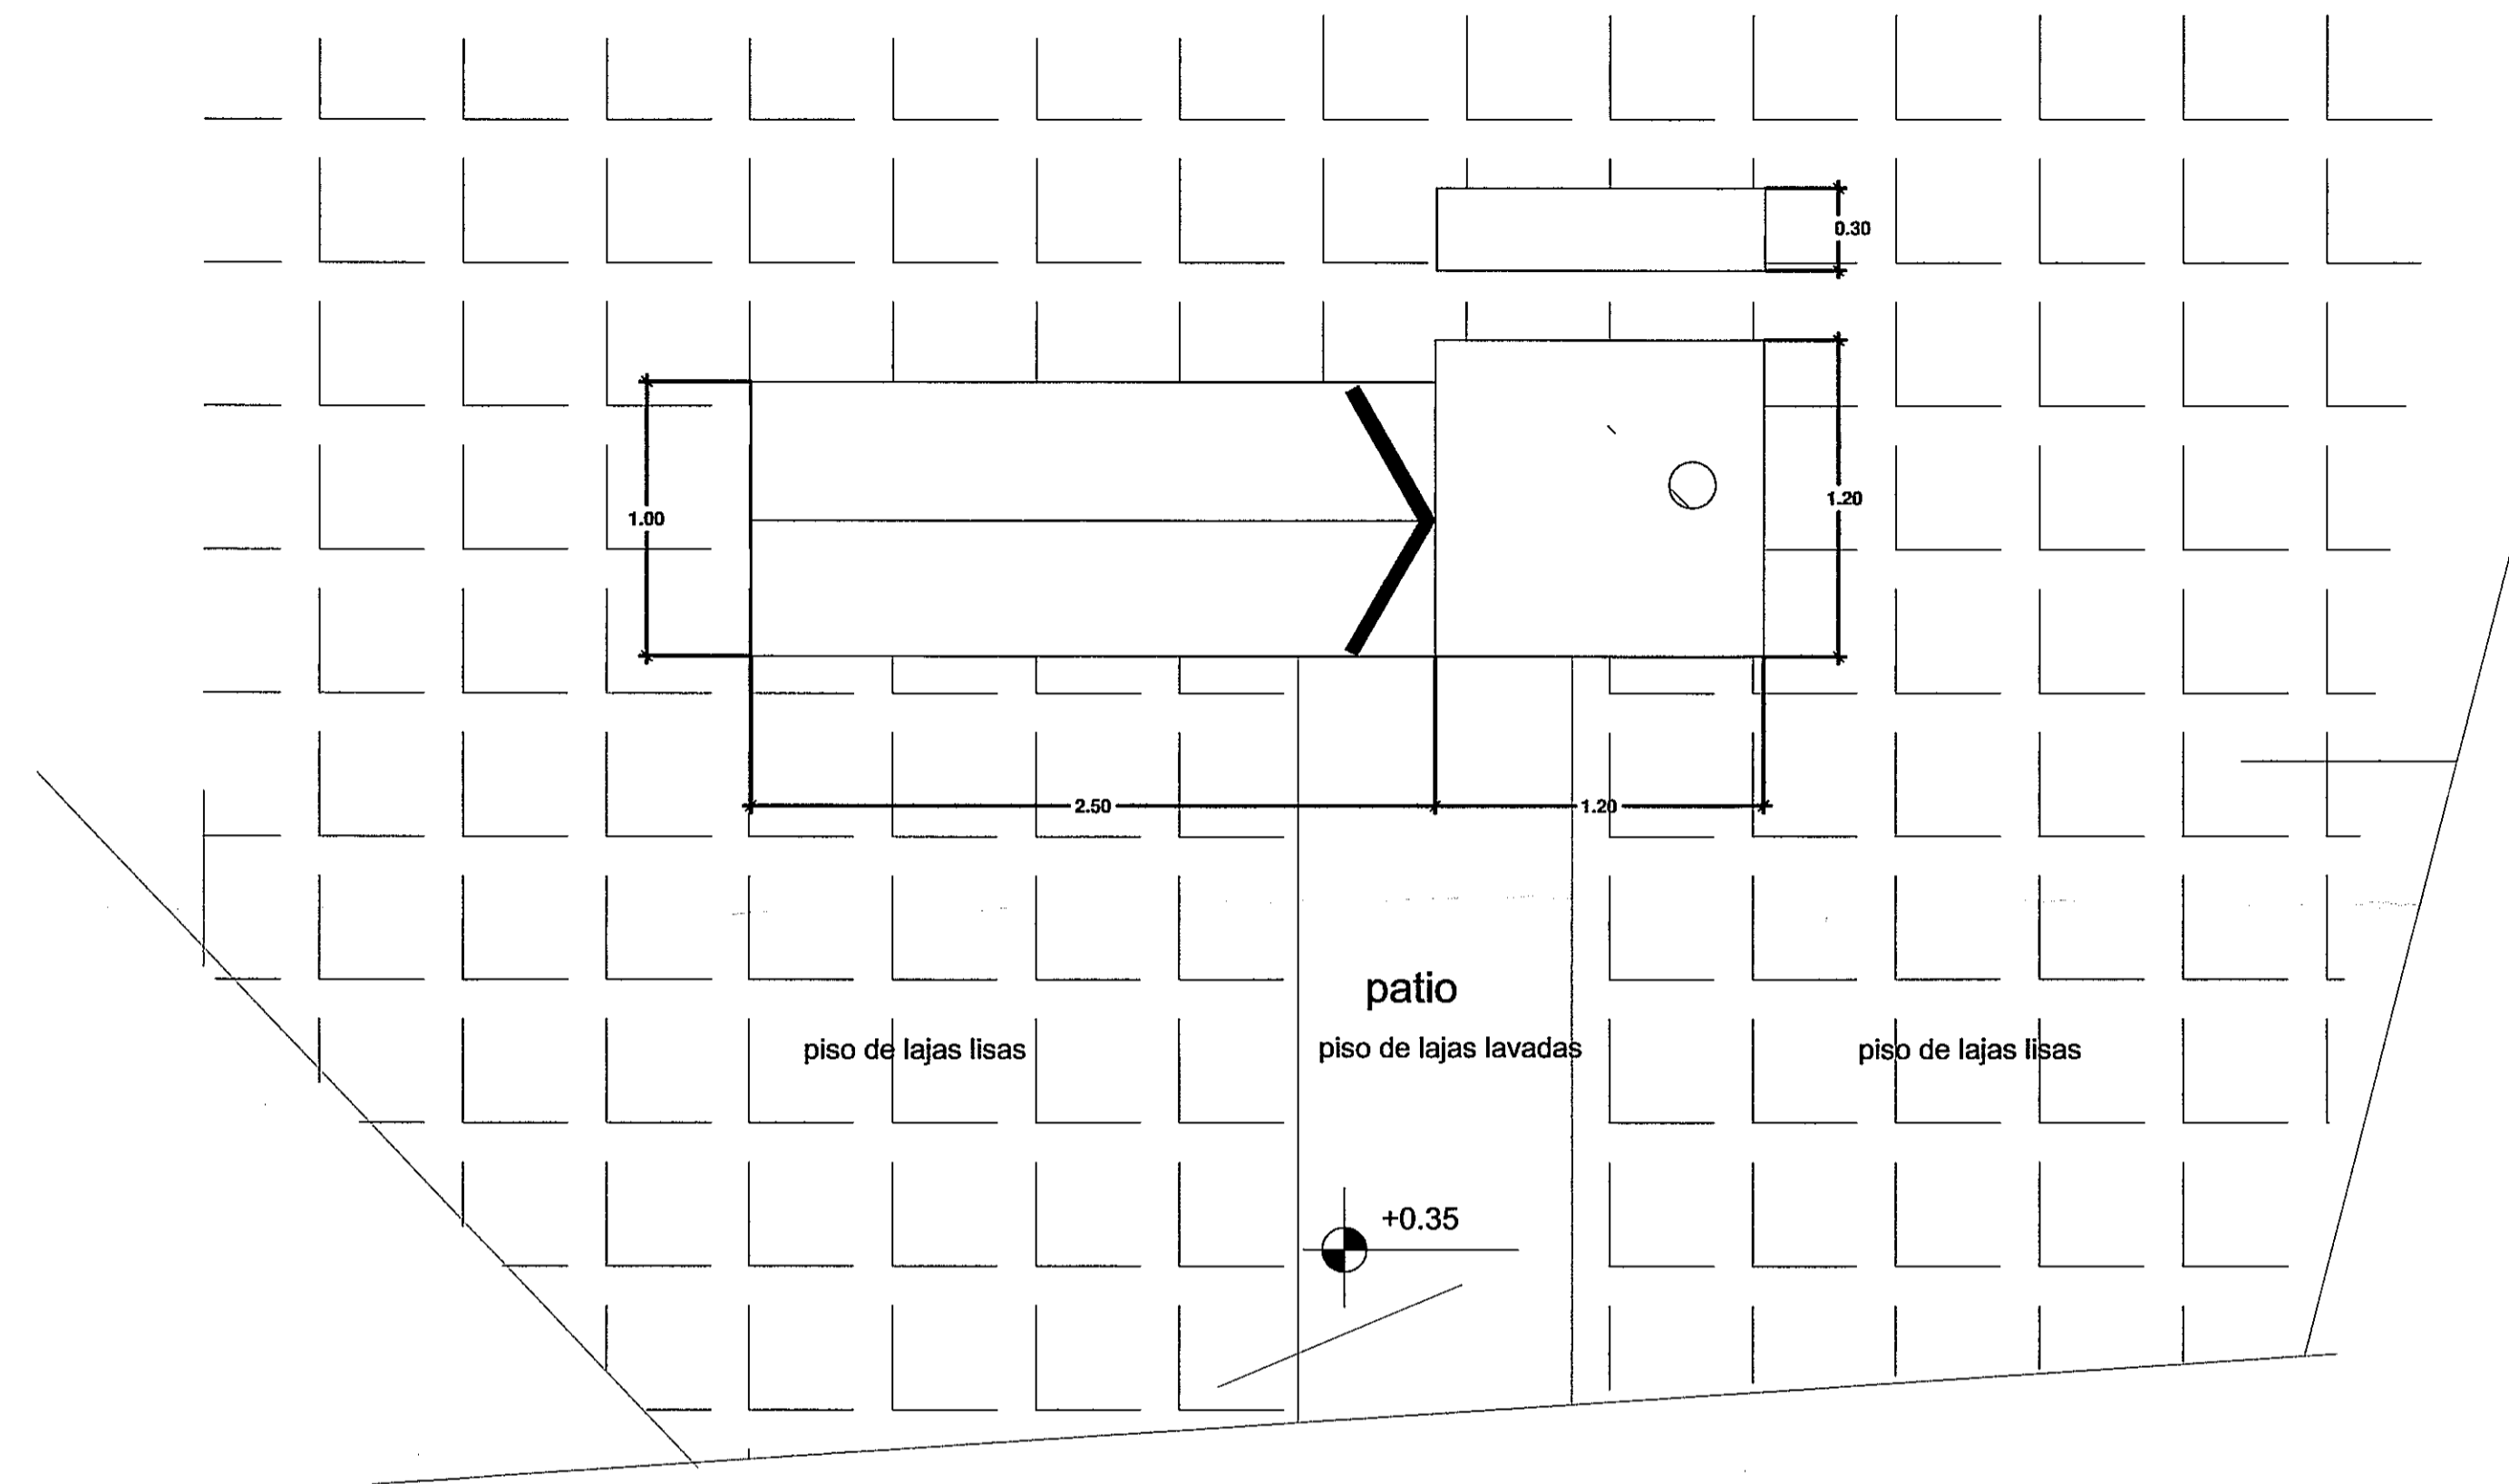 0.30
1.20
1.00
2.50
1.20
patio
piso de lajas lisas
piso de lajas lavadas
piso de lajas lisas
+0.35